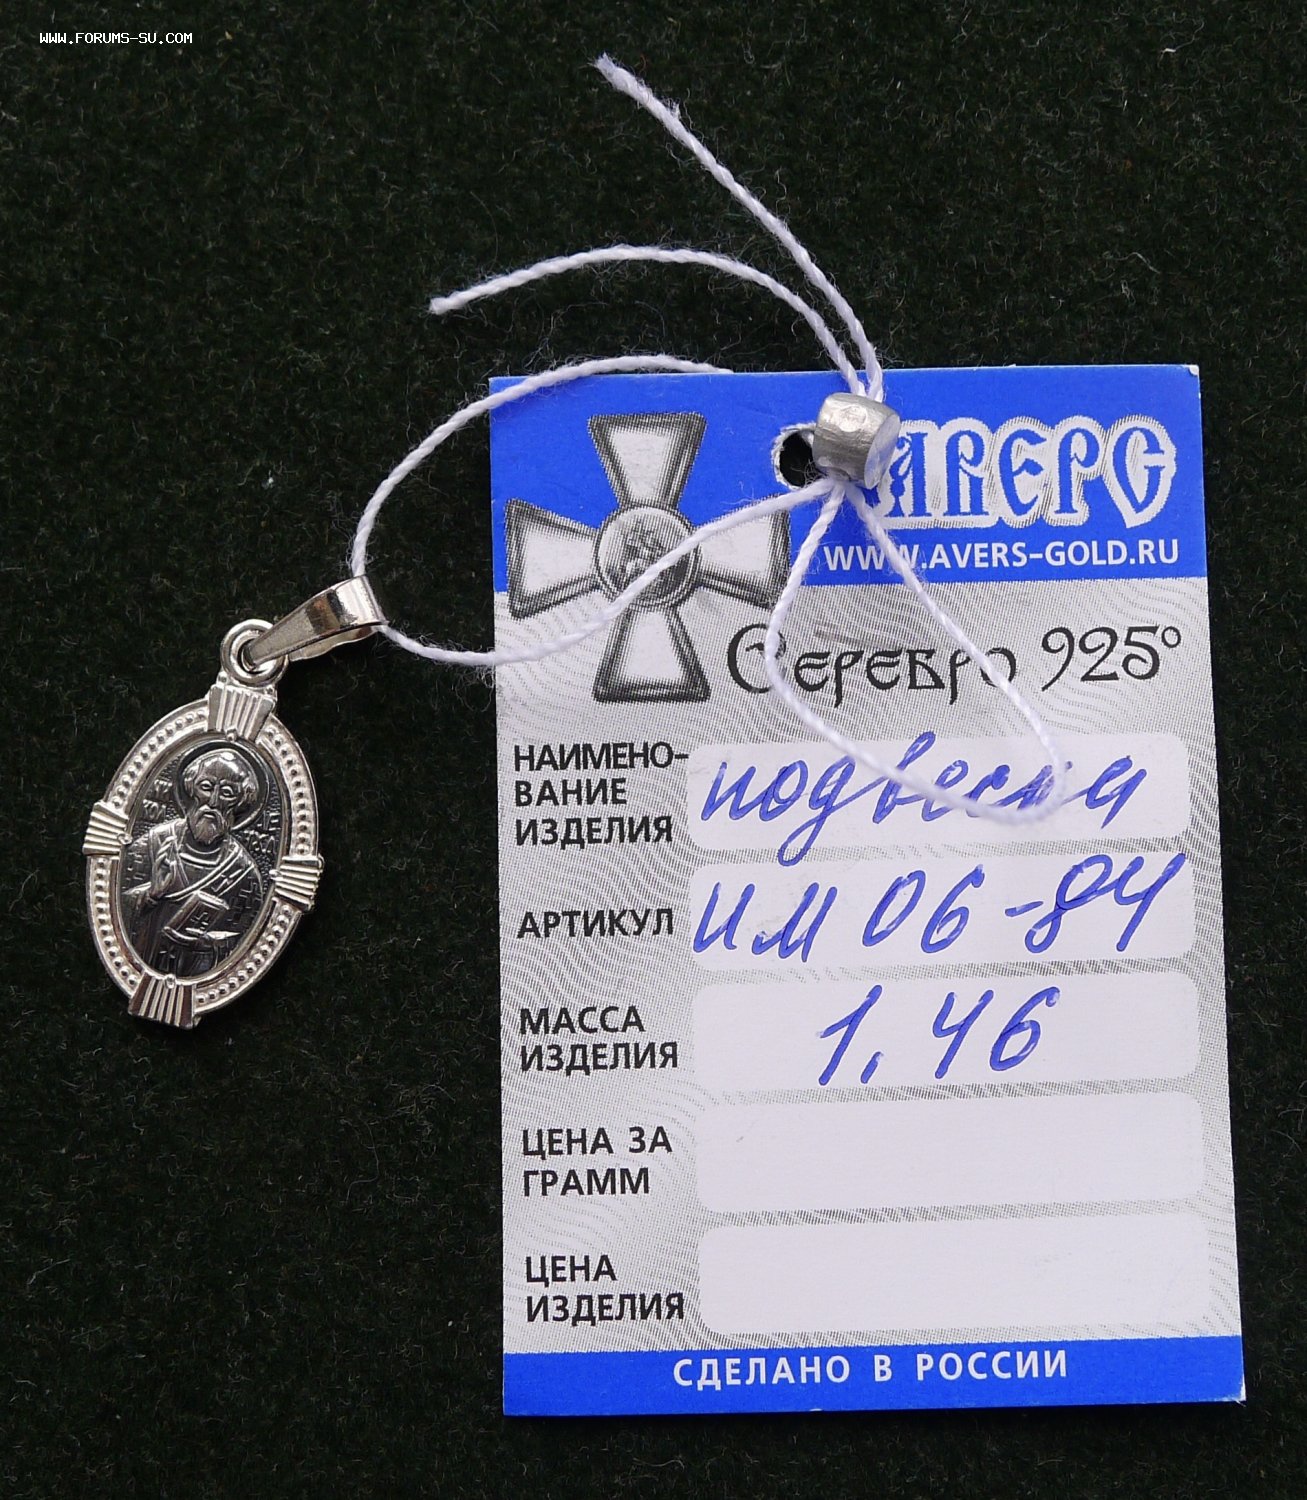 WWW.FORUMS-SU.COM
АВЕРС
WWW.AVERS-GOLD.RU
Серебро 925°
НАИМЕНО-
ВАНИЕ
ИЗДЕЛИЯ
подвеска
АРТИКУЛ
ИМ 06-84
МАССА
ИЗДЕЛИЯ
1,46
ЦЕНА ЗА
ГРАММ
ЦЕНА
ИЗДЕЛИЯ
СДЕЛАНО В РОССИИ